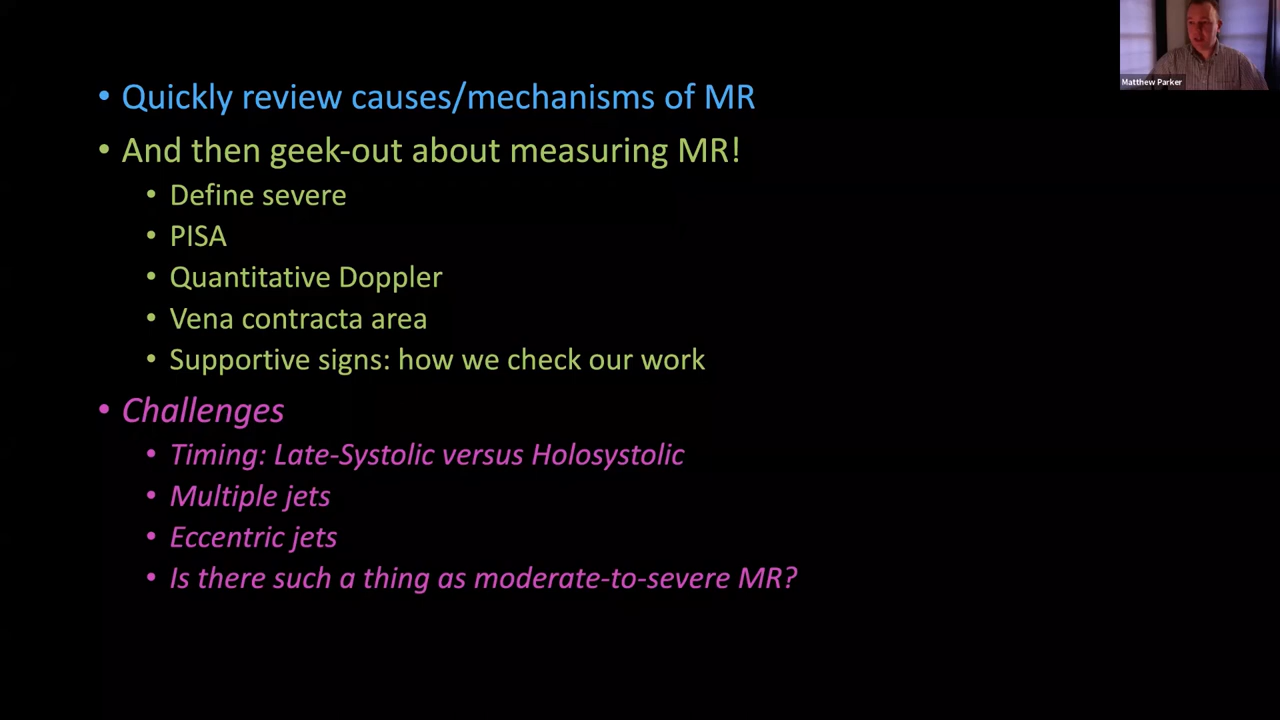 Matthew Parker
• Quickly review causes/mechanisms of MR
• And then geek-out about measuring MR!
• Define severe
• PISA
• Quantitative Doppler
• Vena contracta area
• Supportive signs: how we check our work
• Challenges
• Timing: Late-Systolic versus Holosystolic
• Multiple jets
• Eccentric jets
• Is there such a thing as moderate-to-severe MR?